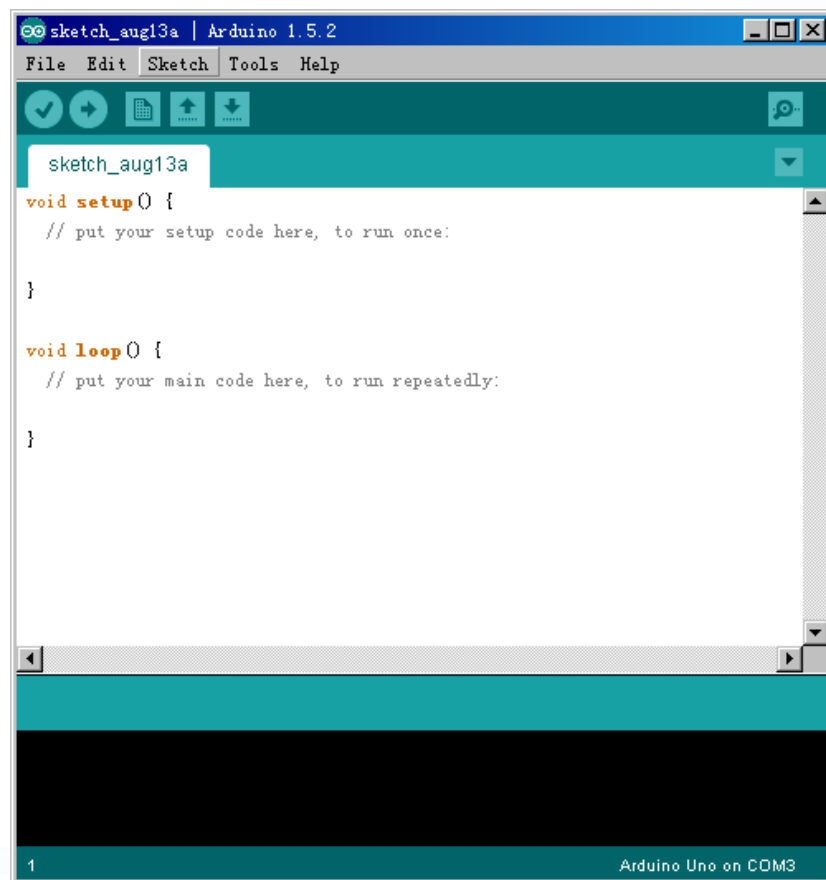 sketch_aug13a | Arduino 1.5.2
File Edit Sketch Tools Help
sketch_aug13a
void setup() {
  // put your setup code here, to run once:
}
void loop() {
  // put your main code here, to run repeatedly:
}
1 Arduino Uno on COM3